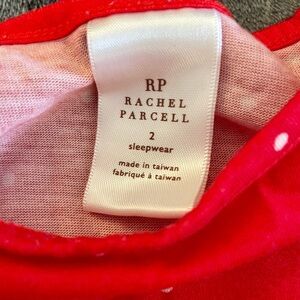 RP
RACHEL
PARCELL
2
sleepwear
made in taiwan
fabriqué à taiwan